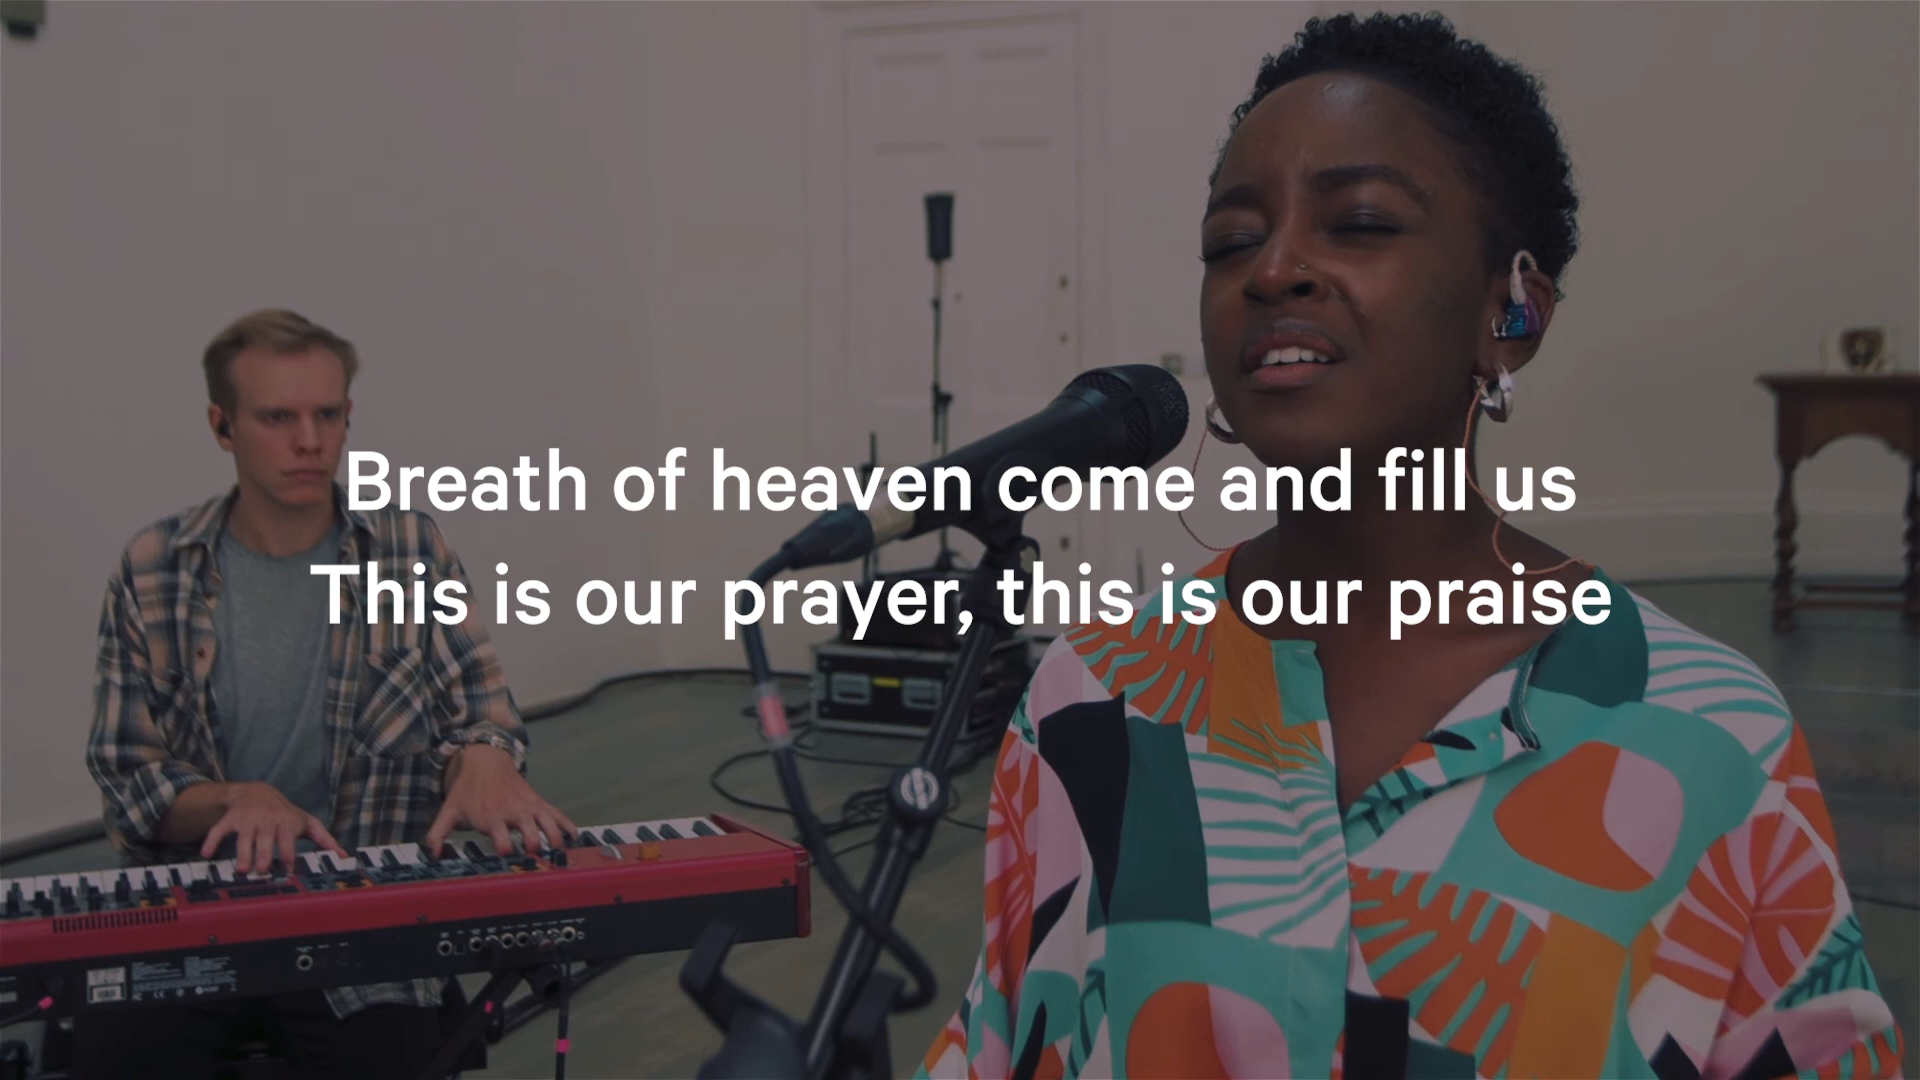 Breath of heaven come and fill us
This is our prayer, this is our praise